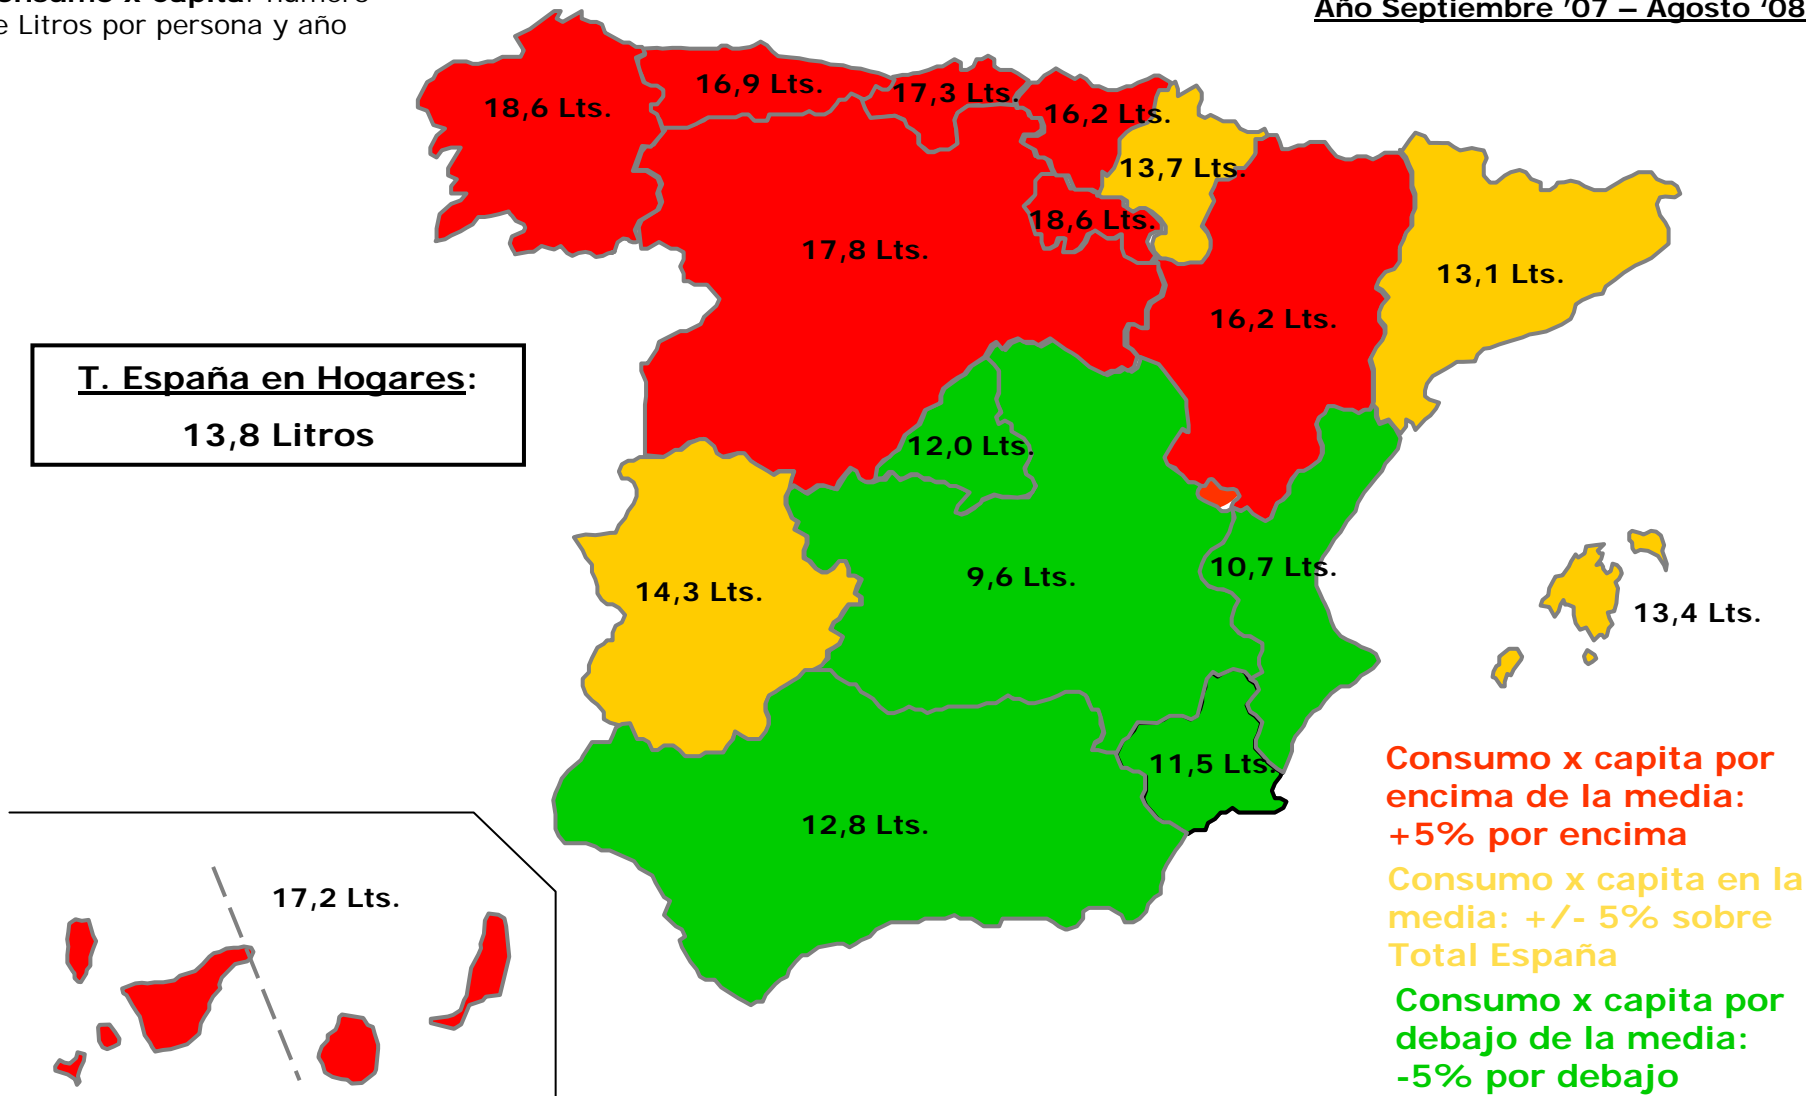 x capita: número
Litros por persona y año
Año Septiembre '07 – Agosto '08
18,6 Lts.
16,9 Lts.
17,3 Lts.
16,2 Lts.
13,7 Lts.
18,6 Lts.
17,8 Lts.
13,1 Lts.
16,2 Lts.
T. España en Hogares:
13,8 Litros
12,0 Lts.
9,6 Lts.
10,7 Lts.
14,3 Lts.
13,4 Lts.
11,5 Lts.
12,8 Lts.
17,2 Lts.
Consumo x capita por
encima de la media:
+5% por encima
Consumo x capita en la
media: +/- 5% sobre
Total España
Consumo x capita por
debajo de la media:
-5% por debajo